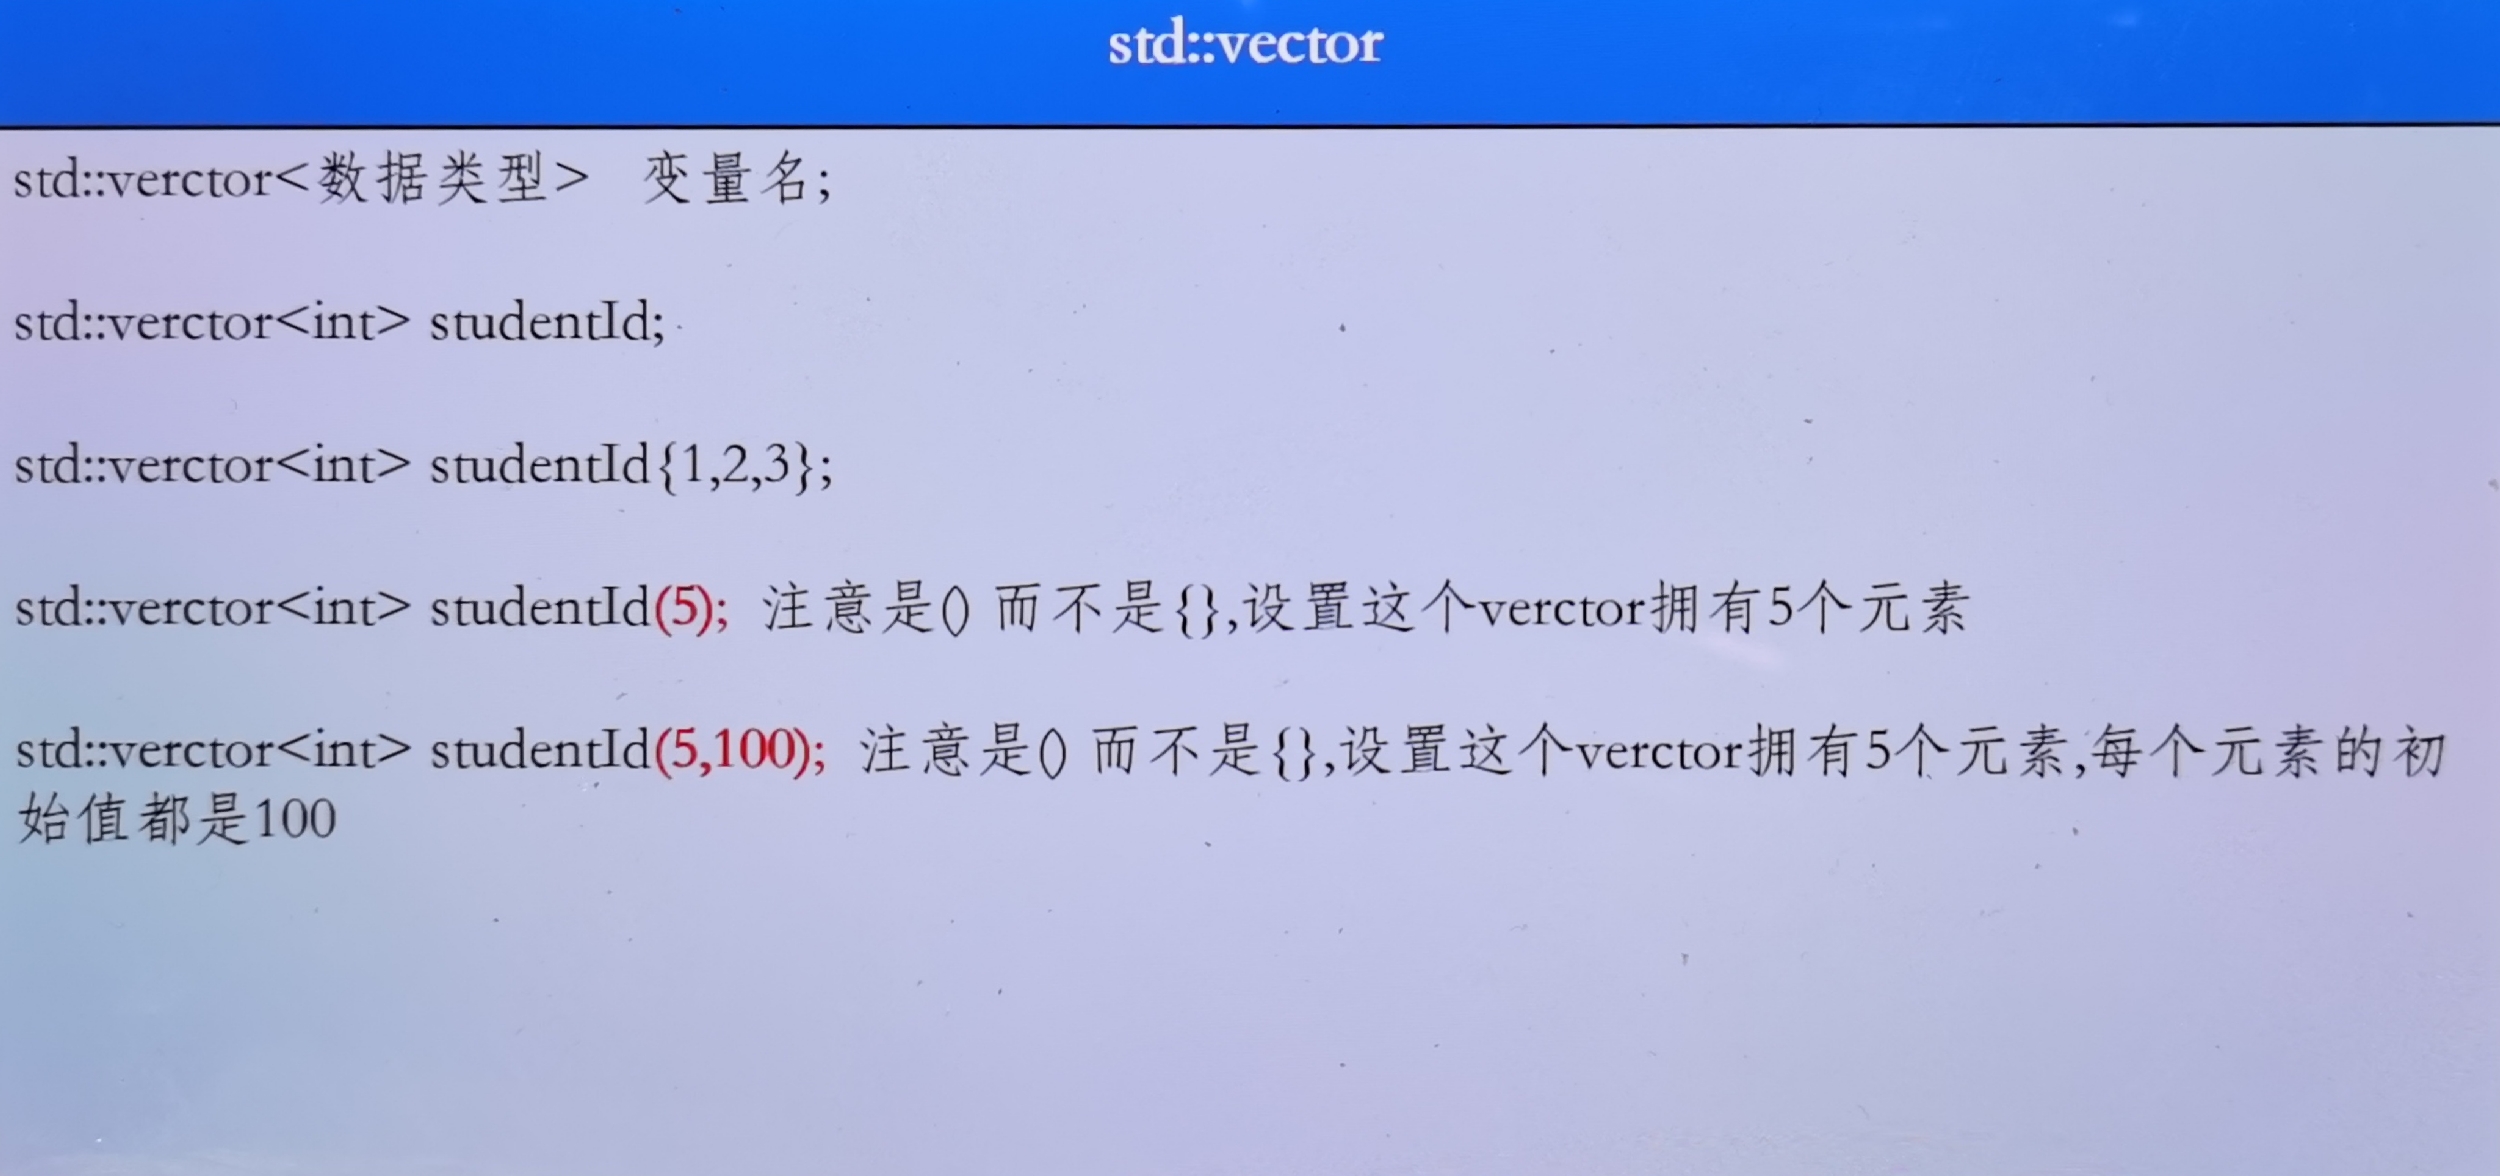 std::vector
std::verctor<数据类型> 变量名;
std::verctor<int> studentId;
std::verctor<int> studentId{1,2,3};
std::verctor<int> studentId(5); 注意是() 而不是{},设置这个verctor拥有5个元素
std::verctor<int> studentId(5,100); 注意是() 而不是{},设置这个verctor拥有5个元素,每个元素的初
始值都是100